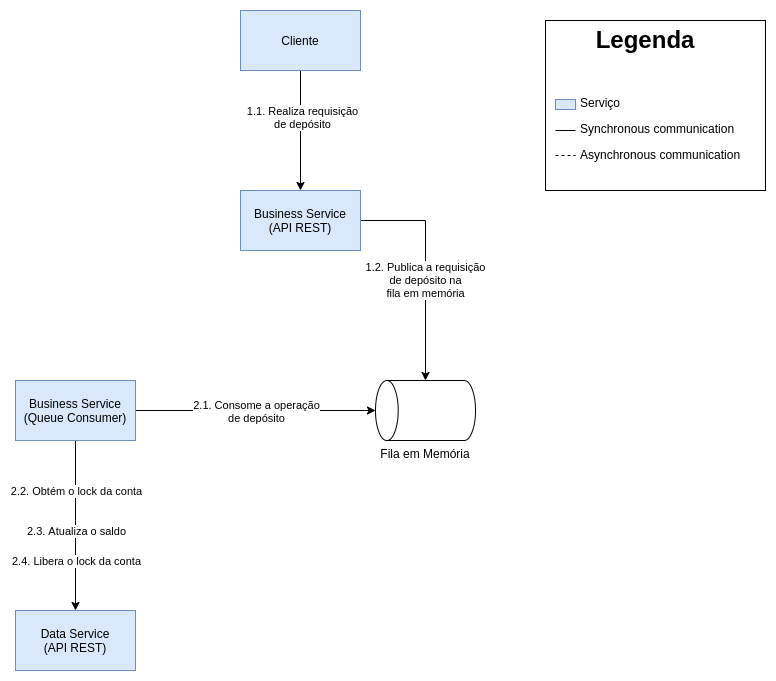 Cliente
Legenda
Serviço
Synchronous communication
Asynchronous communication
1.1. Realiza requisição
de depósito
Business Service
(API REST)
1.2. Publica a requisição
de depósito na
fila em memória
Business Service
(Queue Consumer)
2.1. Consome a operação
de depósito
Fila em Memória
2.2. Obtém o lock da conta
2.3. Atualiza o saldo
2.4. Libera o lock da conta
Data Service
(API REST)